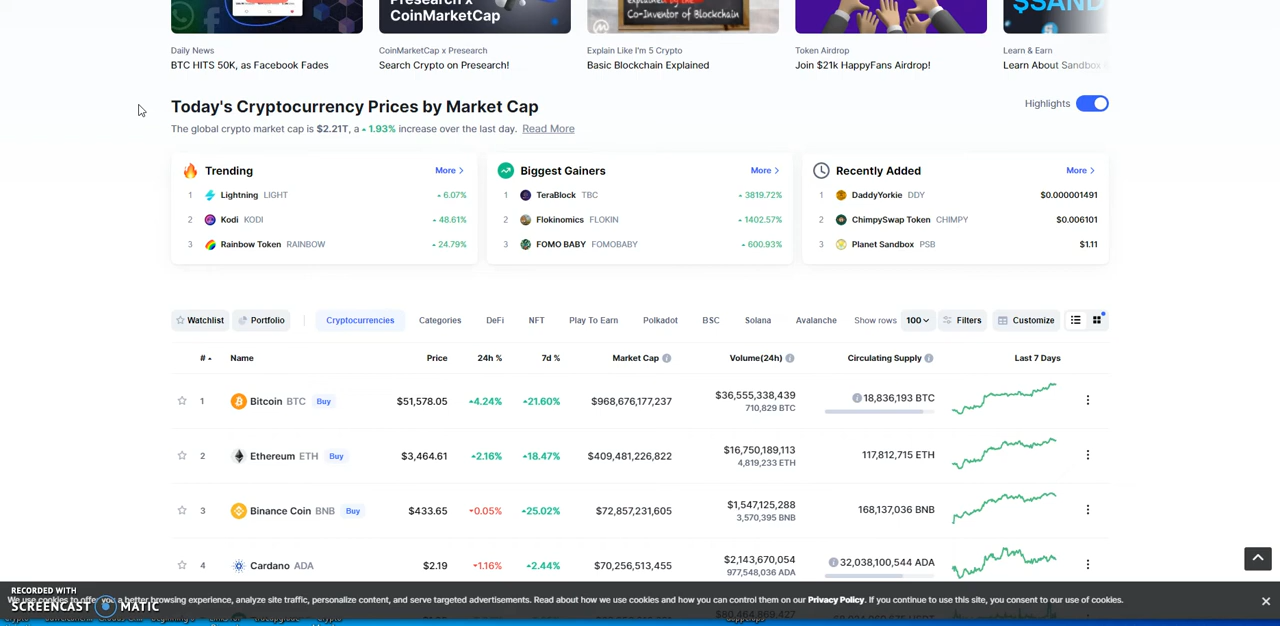 Presearch x
CoinMarketCap
explained by the
Co-Inventor of Blockchain
$SAND
Daily News
BTC HITS 50K, as Facebook Fades
CoinMarketCap x Presearch
Search Crypto on Presearch!
Explain Like I'm 5 Crypto
Basic Blockchain Explained
Token Airdrop
Join $21k HappyFans Airdrop!
Learn & Earn
Learn About Sandbox
Today's Cryptocurrency Prices by Market Cap
Highlights
The global crypto market cap is $2.21T, a 1.93% increase over the last day. Read More
Trending More >
1 Lightning LIGHT 6.07%
2 Kodi KODI 48.61%
3 Rainbow Token RAINBOW 24.79%
Biggest Gainers More >
1 TeraBlock TBC 3819.72%
2 Flokinomics FLOKIN 1402.57%
3 FOMO BABY FOMOBABY 600.93%
Recently Added More >
1 DaddyYorkie DDY $0.000001491
2 ChimpySwap Token CHIMPY $0.006101
3 Planet Sandbox PSB $1.11
Watchlist Portfolio Cryptocurrencies Categories DeFi NFT Play To Earn Polkadot BSC Solana Avalanche Show rows 100 Filters Customize
# Name Price 24h % 7d % Market Cap Volume(24h) Circulating Supply Last 7 Days
1 Bitcoin BTC Buy $51,578.05 4.24% 21.60% $968,676,177,237 $36,555,338,439 18,836,193 BTC
710,829 BTC
2 Ethereum ETH Buy $3,464.61 2.16% 18.47% $409,481,226,822 $16,750,189,113 117,812,715 ETH
4,819,233 ETH
3 Binance Coin BNB Buy $433.65 0.05% 25.02% $72,857,231,605 $1,547,125,288 168,137,036 BNB
3,570,395 BNB
4 Cardano ADA $2.19 1.16% 2.44% $70,256,513,455 $2,143,670,054 32,038,100,544 ADA
977,548,036 ADA
RECORDED WITH
SCREENCAST MATIC
We use cookies to offer you a better browsing experience, analyze site traffic, personalize content, and serve targeted advertisements. Read about how we use cookies and how you can control them on our Privacy Policy. If you continue to use this site, you consent to our use of cookies.